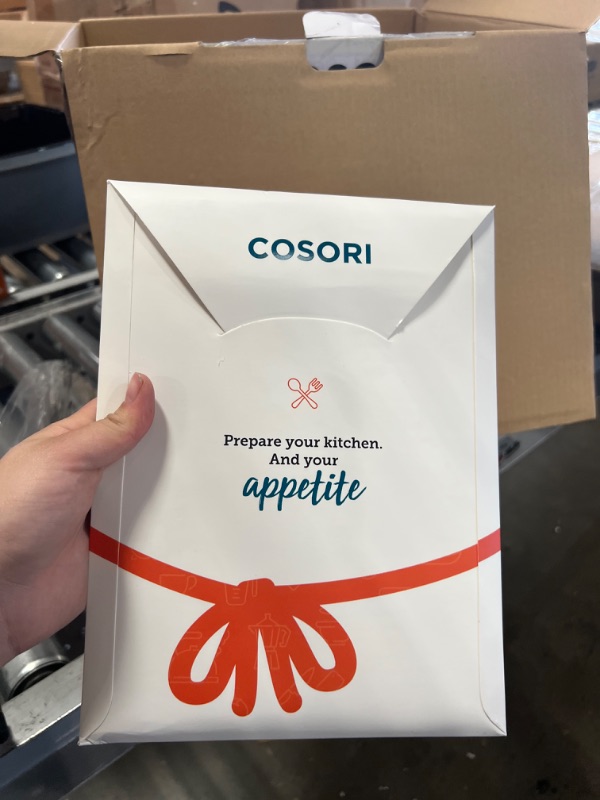 COSORI
Prepare your kitchen.
And your
appetite